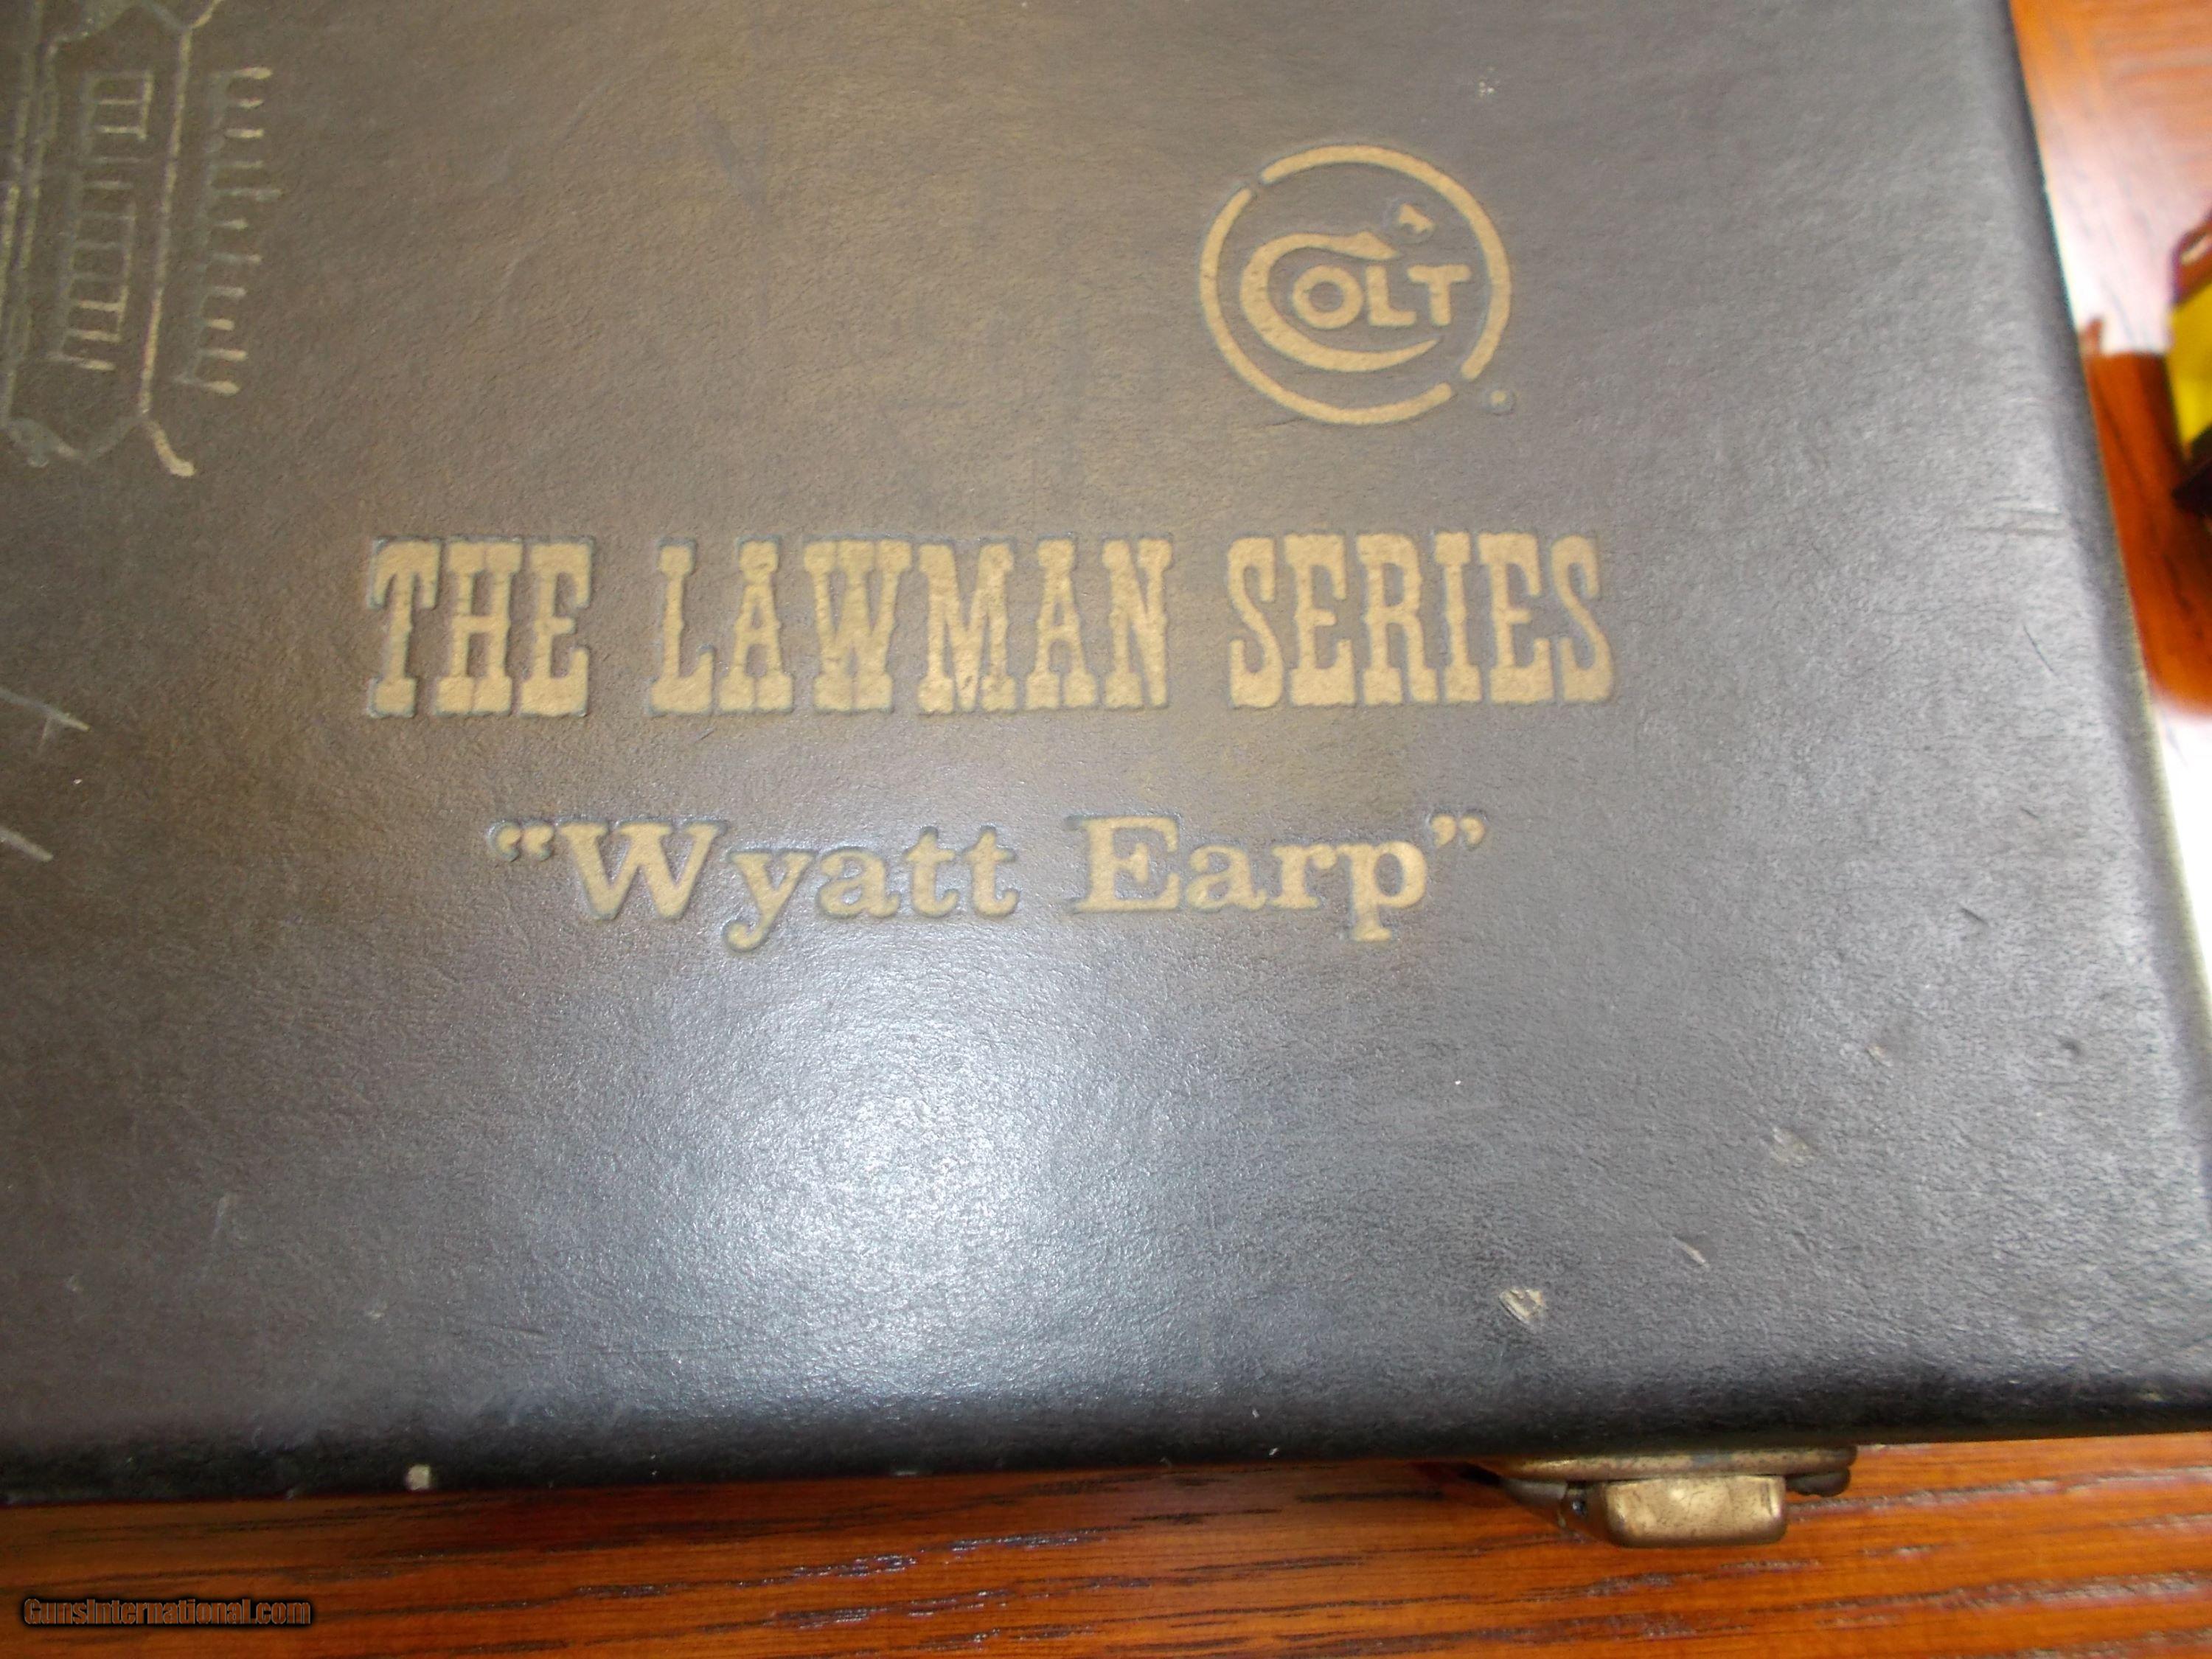 COLT
THE LAWMAN SERIES
“Wyatt Earp”
GunsInternational.com